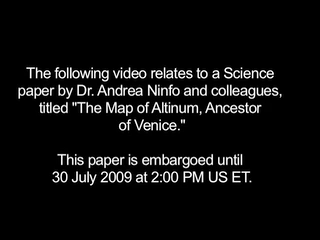 The following video relates to a Science
paper by Dr. Andrea Ninfo and colleagues,
titled "The Map of Altinum, Ancestor
of Venice."
This paper is embargoed until
30 July 2009 at 2:00 PM US ET.